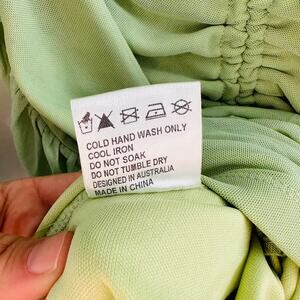 COLD HAND WASH ONLY
COOL IRON
DO NOT SOAK
DO NOT TUMBLE DRY
DESIGNED IN AUSTRALIA
MADE IN CHINA